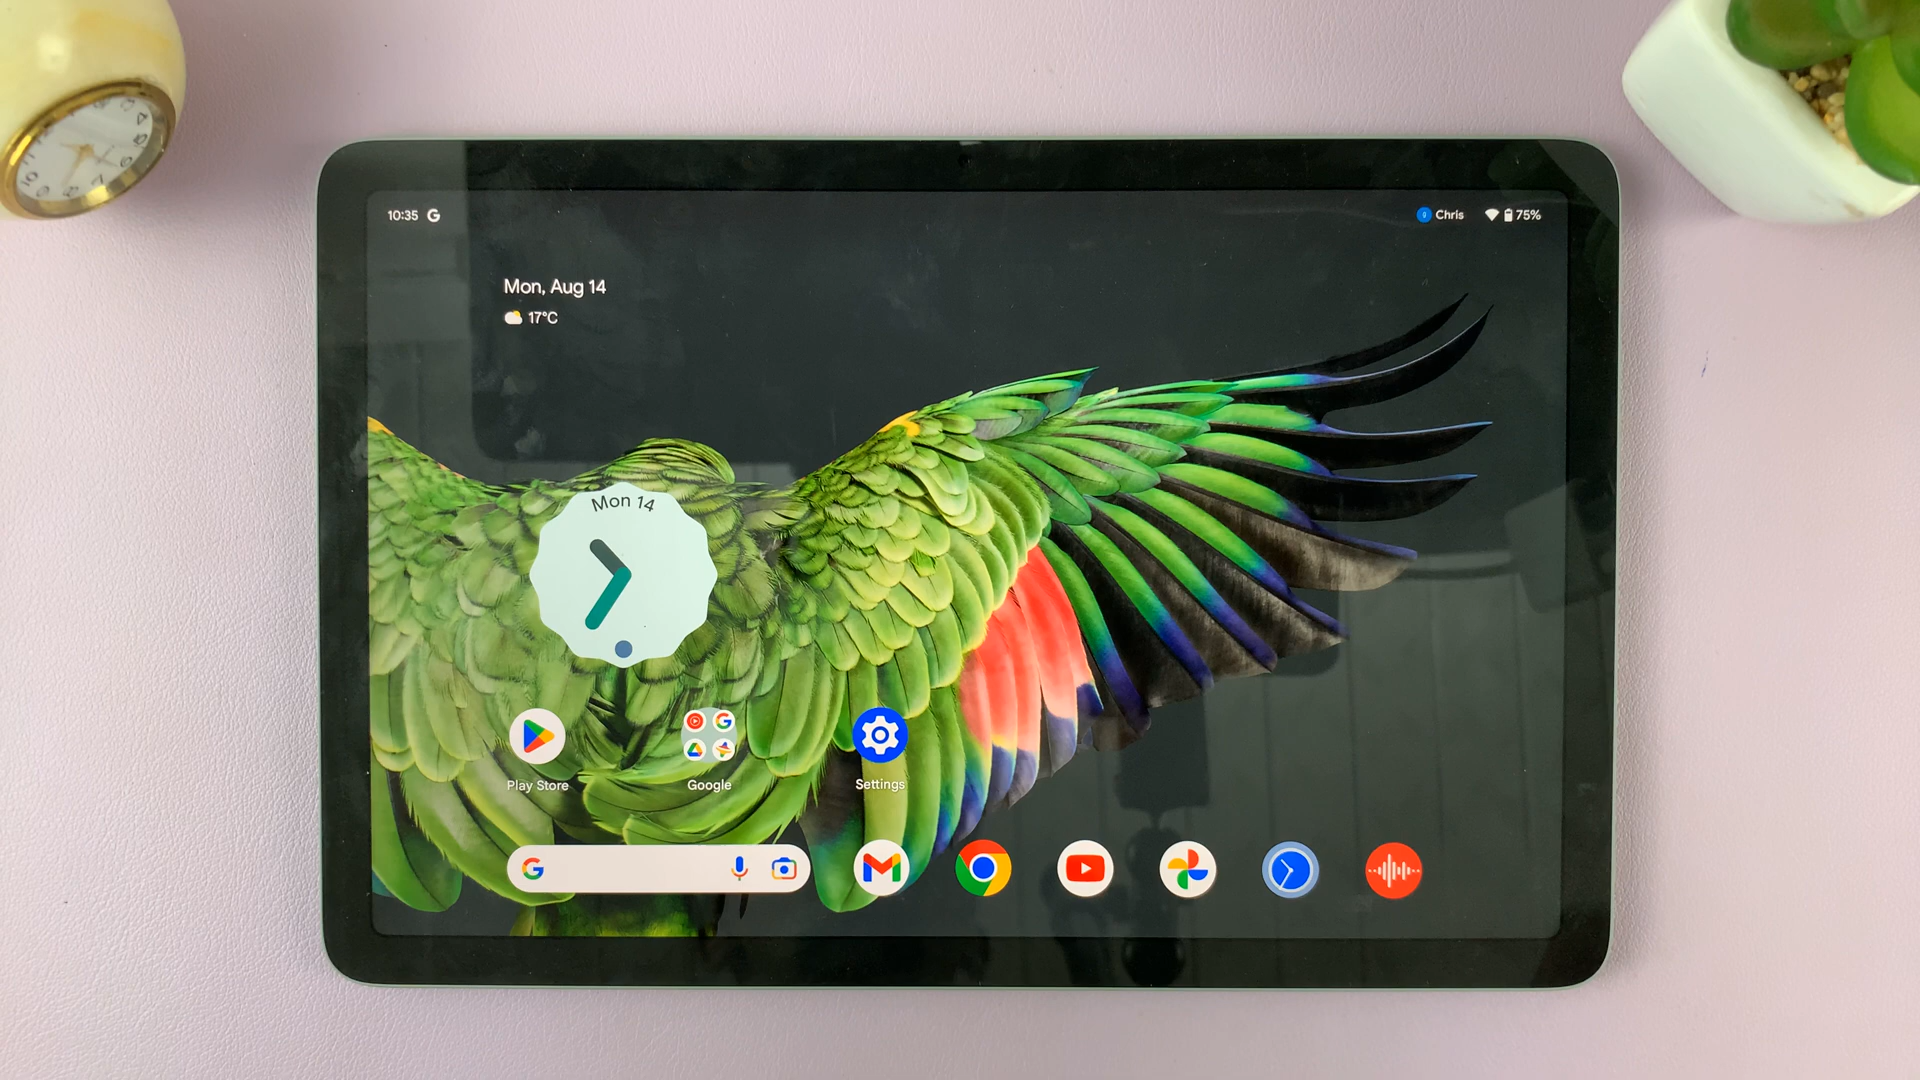 10:35
Chris
75%
Mon, Aug 14
17°C
Mon 14
Play Store
Google
Settings